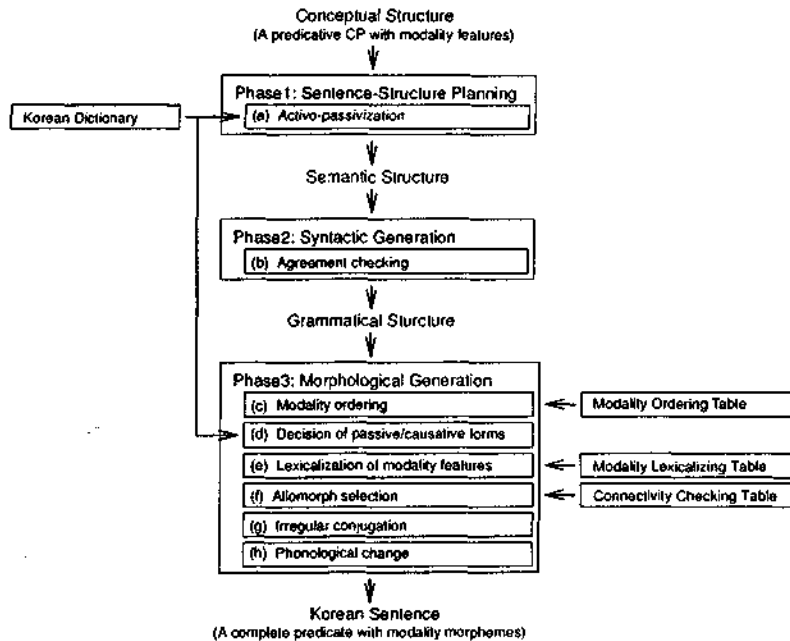 Conceptual Structure
(A predicative CP with modality features)
Phase1: Sentence-Structure Planning
Korean Dictionary
(a) Activo-passivization
Semantic Structure
Phase2: Syntactic Generation
(b) Agreement checking
Grammatical Sturcture
Phase3: Morphological Generation
(c) Modality ordering
Modality Ordering Table
(d) Decision of passive/causative forms
(e) Lexicalization of modality features
Modality Lexicalizing Table
(f) Allomorph selection
Connectivity Checking Table
(g) Irregular conjugation
(h) Phonological change
Korean Sentence
(A complete predicate with modality morphemes)